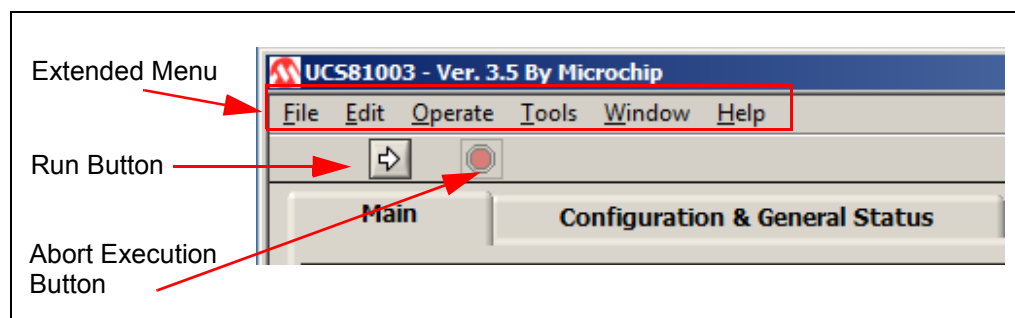 Extended Menu
UCS81003 - Ver. 3.5 By Microchip
File Edit Operate Tools Window Help
Run Button
Main Configuration & General Status
Abort Execution
Button